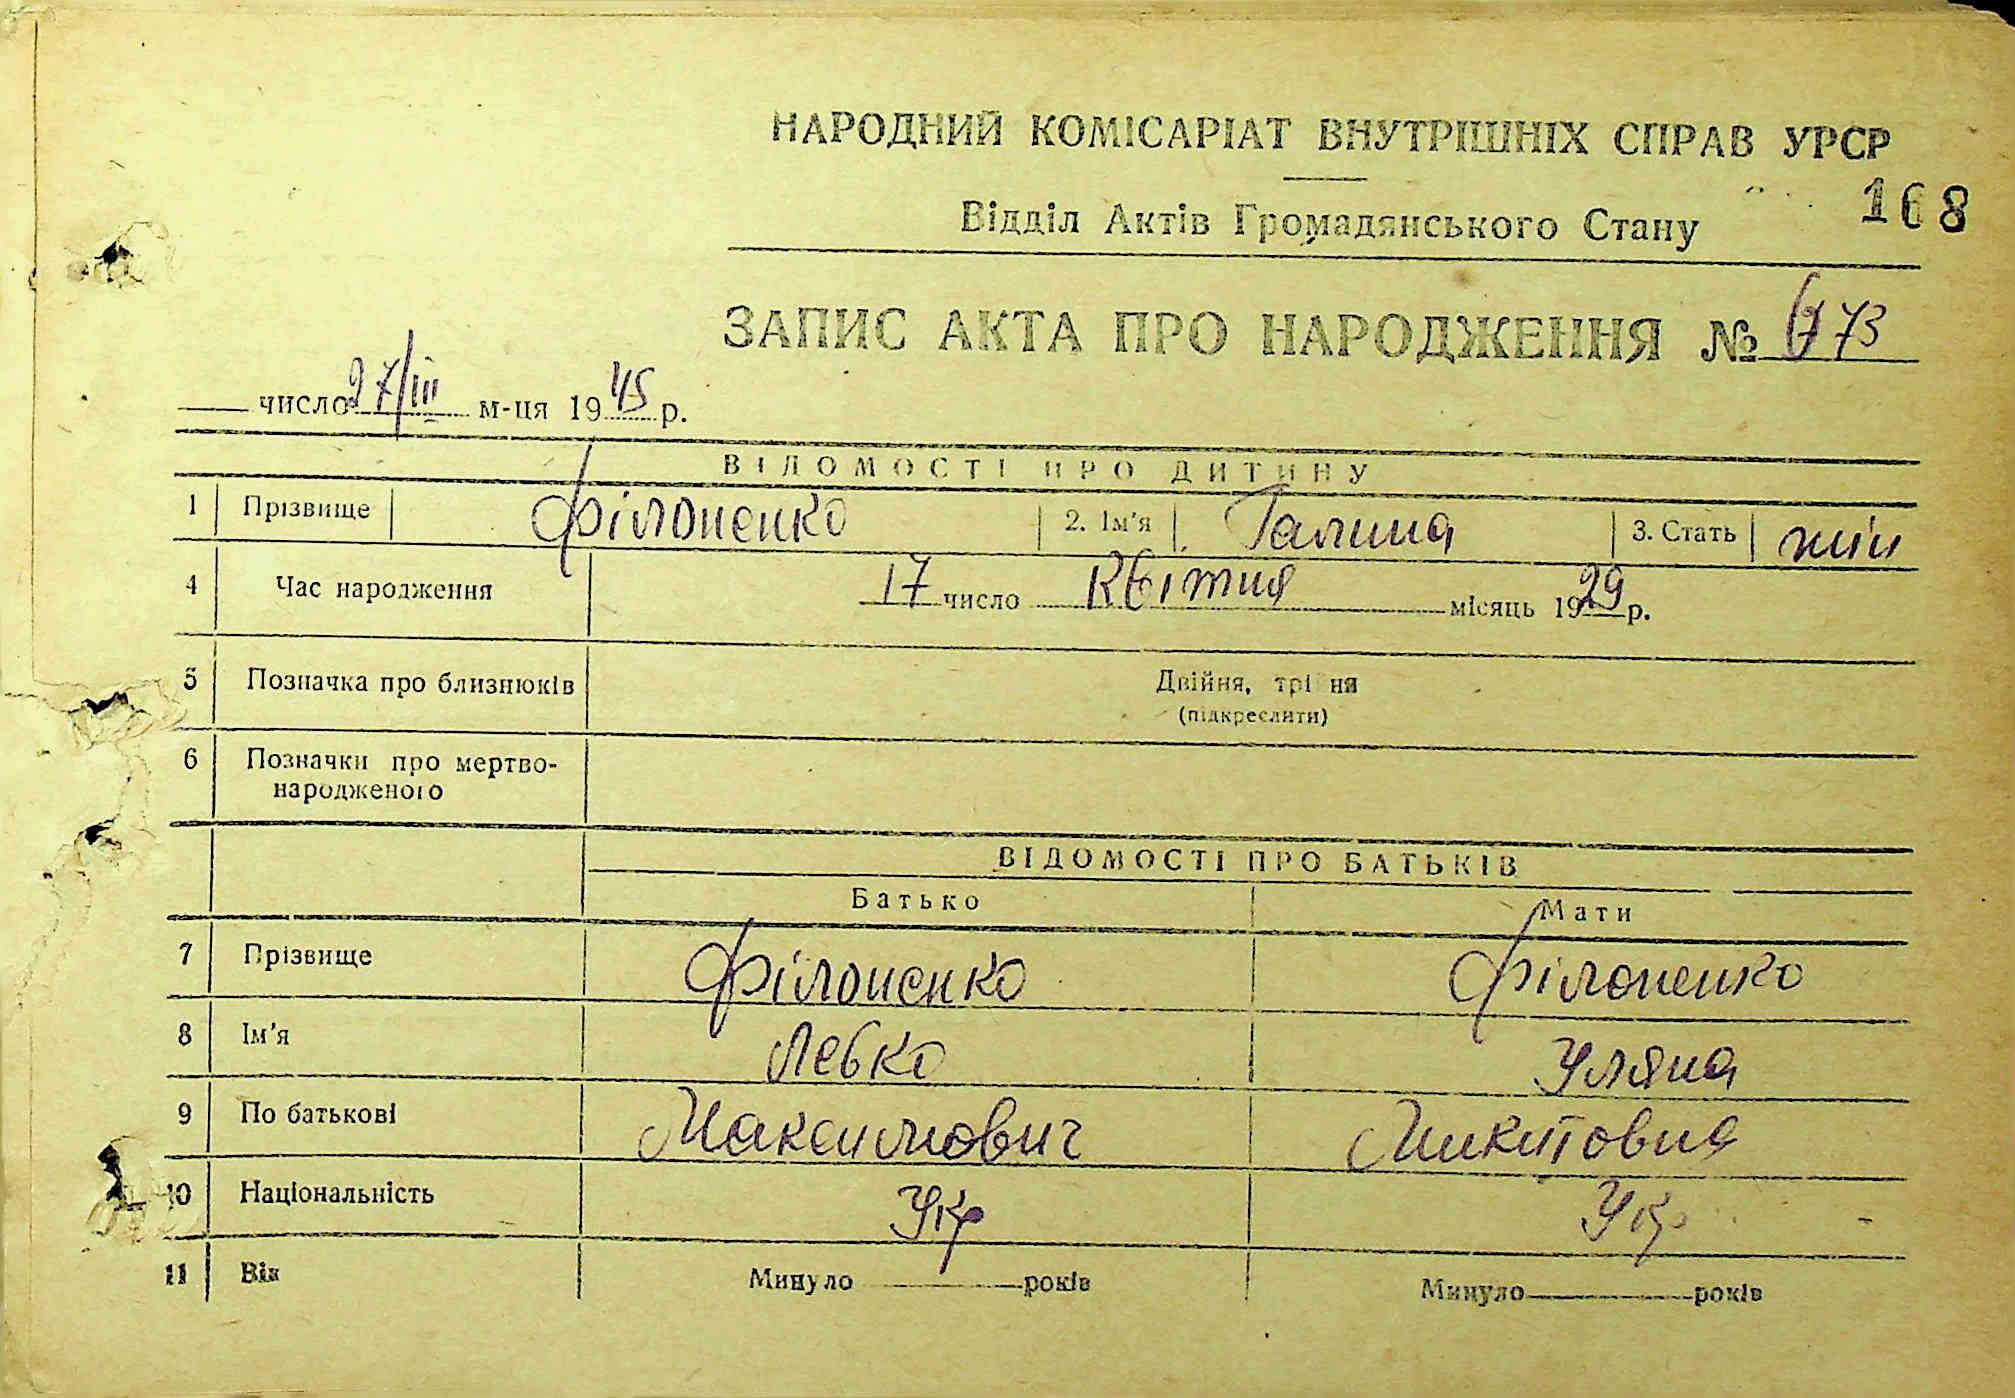 НАРОДНИЙ КОМІСАРІАТ ВНУТРІШНІХ СПРАВ УРСР
168
Відділ Актів Громадянського Стану
ЗАПИС АКТА ПРО НАРОДЖЕННЯ №
число 27/III м-ця 1945 р.
ВІДОМОСТІ ПРО ДИТИНУ
1 Прізвище Філоненко 2. Ім'я Галина 3. Стать жін
4 Час народження 17 число Квітня місяць 1929 р.
5 Позначка про близнюків Двійня, трійня
(підкреслити)
6 Позначки про мертво-
народженого
ВІДОМОСТІ ПРО БАТЬКІВ
Батько Мати
7 Прізвище Філоненко Філоненко
8 Ім'я Левко Уляна
9 По батькові Максимович Микитовна
10 Національність Укр Укр
11 Вік Минуло років Минуло років